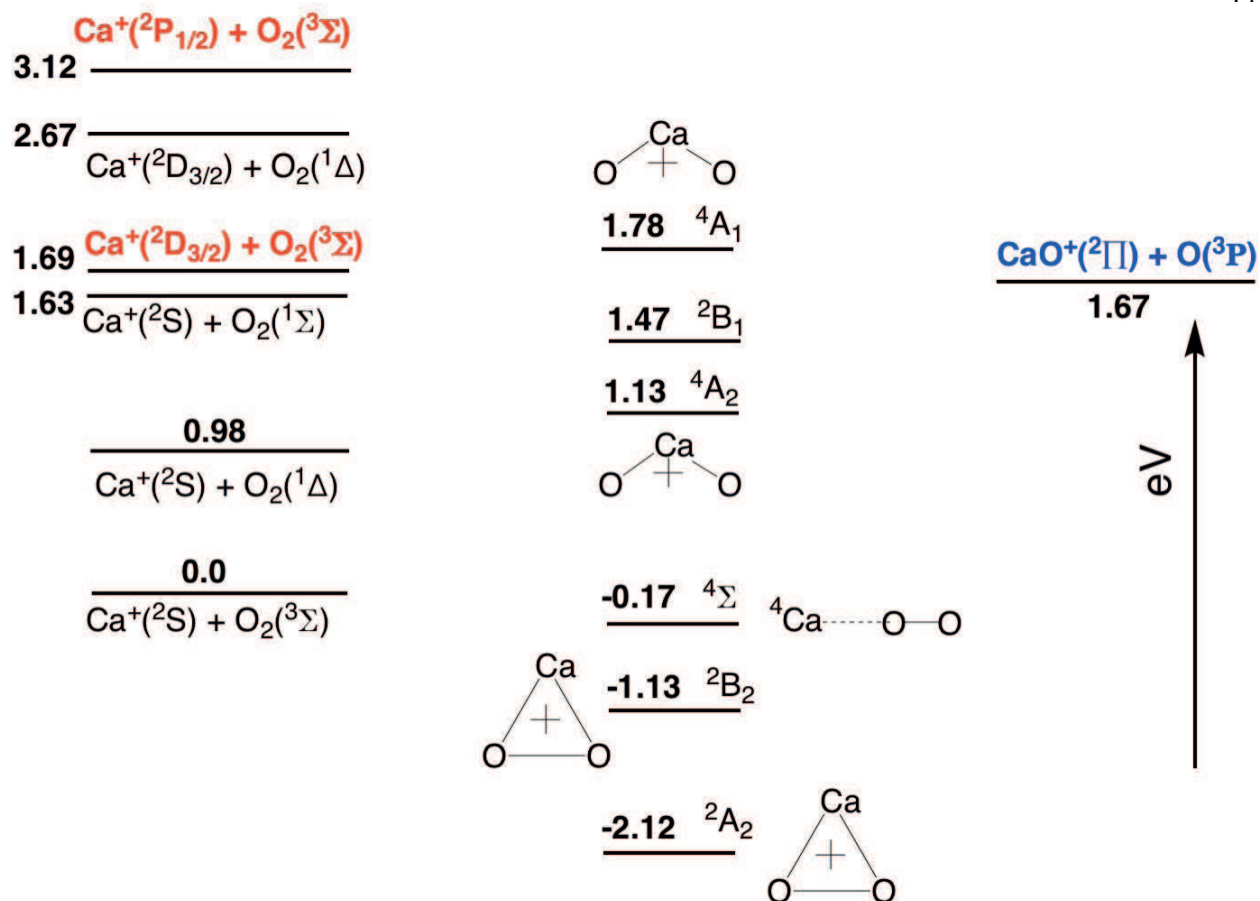 Ca⁺(²P₁/₂) + O₂(³Σ)
3.12
2.67
Ca⁺(²D₃/₂) + O₂(¹Δ)
Ca⁺(²D₃/₂) + O₂(³Σ)
1.69
1.63
Ca⁺(²S) + O₂(¹Σ)
0.98
Ca⁺(²S) + O₂(¹Δ)
0.0
Ca⁺(²S) + O₂(³Σ)
Ca
O + O
1.78 ⁴A₁
1.47 ²B₁
1.13 ⁴A₂
Ca
O + O
-0.17 ⁴Σ
⁴Ca O O
Ca
+
O O
-1.13 ²B₂
-2.12 ²A₂
Ca
+
O O
CaO⁺(²∏) + O(³P)
1.67
eV